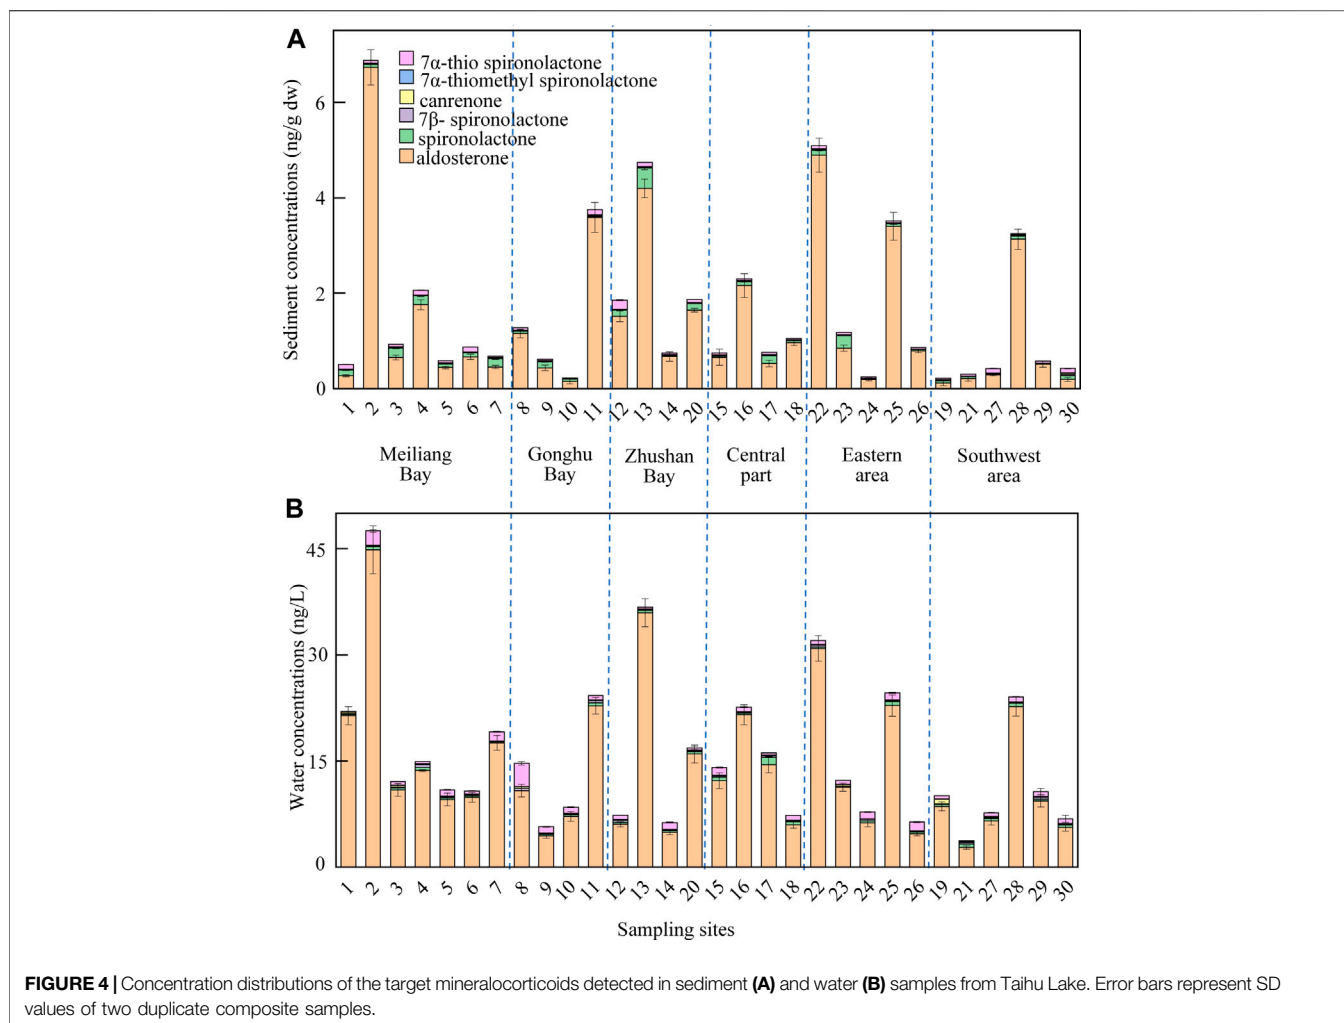 A
Sediment concentrations (ng/g dw)
6
4
2
0
7α-thio spironolactone
7α-thiomethyl spironolactone
canrenone
7β- spironolactone
spironolactone
aldosterone
1 2 3 4 5 6 7 8 9 10 11 12 13 14 20 15 16 17 18 22 23 24 25 26 19 21 27 28 29 30
Meiliang Gonghu Zhushan Central Eastern Southwest
Bay Bay Bay part area area
B
Water concentrations (ng/L)
45
30
15
0
1 2 3 4 5 6 7 8 9 10 11 12 13 14 20 15 16 17 18 22 23 24 25 26 19 21 27 28 29 30
Sampling sites
FIGURE 4 | Concentration distributions of the target mineralocorticoids detected in sediment (A) and water (B) samples from Taihu Lake. Error bars represent SD
values of two duplicate composite samples.